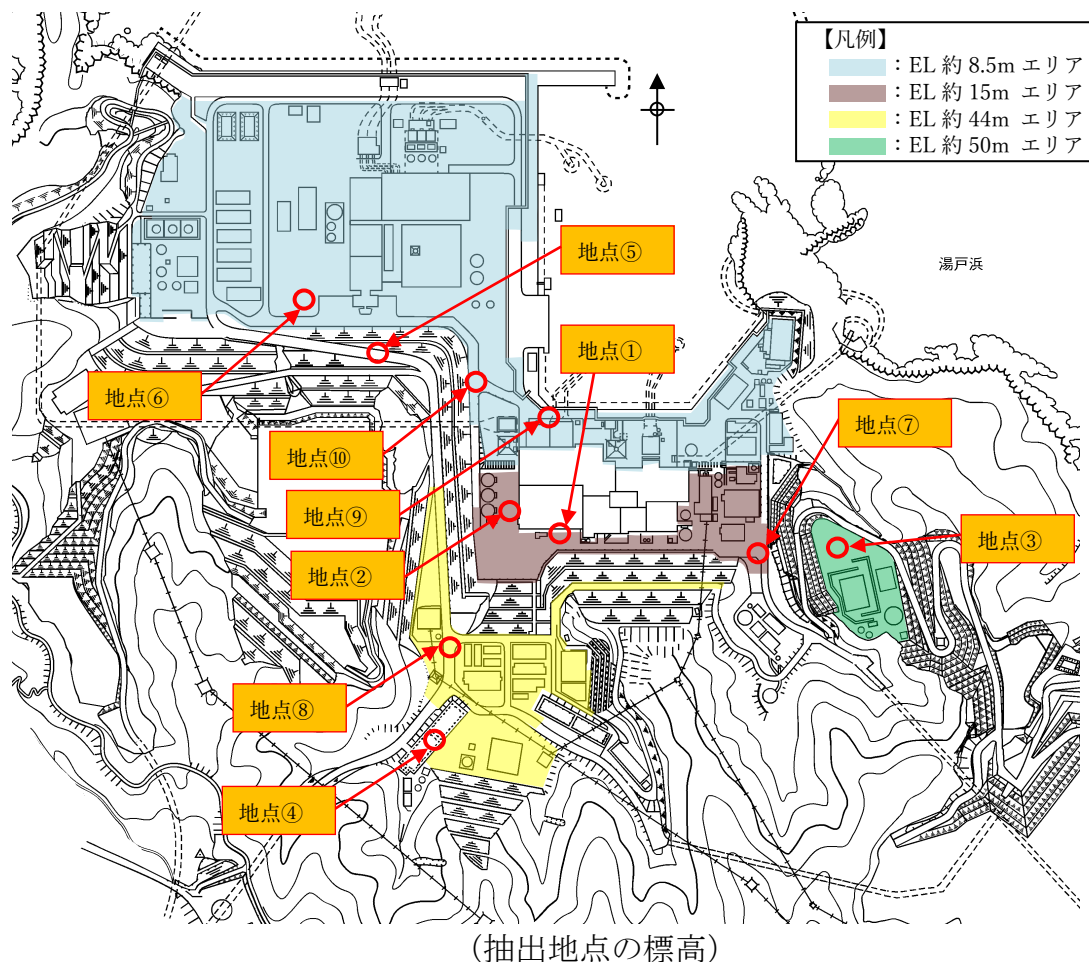 【凡例】
：EL 約 8.5m エリア
：EL 約 15m エリア
：EL 約 44m エリア
：EL 約 50m エリア
湯戸浜
地点⑤
地点①
地点⑥
地点⑦
地点⑩
地点⑨
地点③
地点②
地点⑧
地点④
(抽出地点の標高)